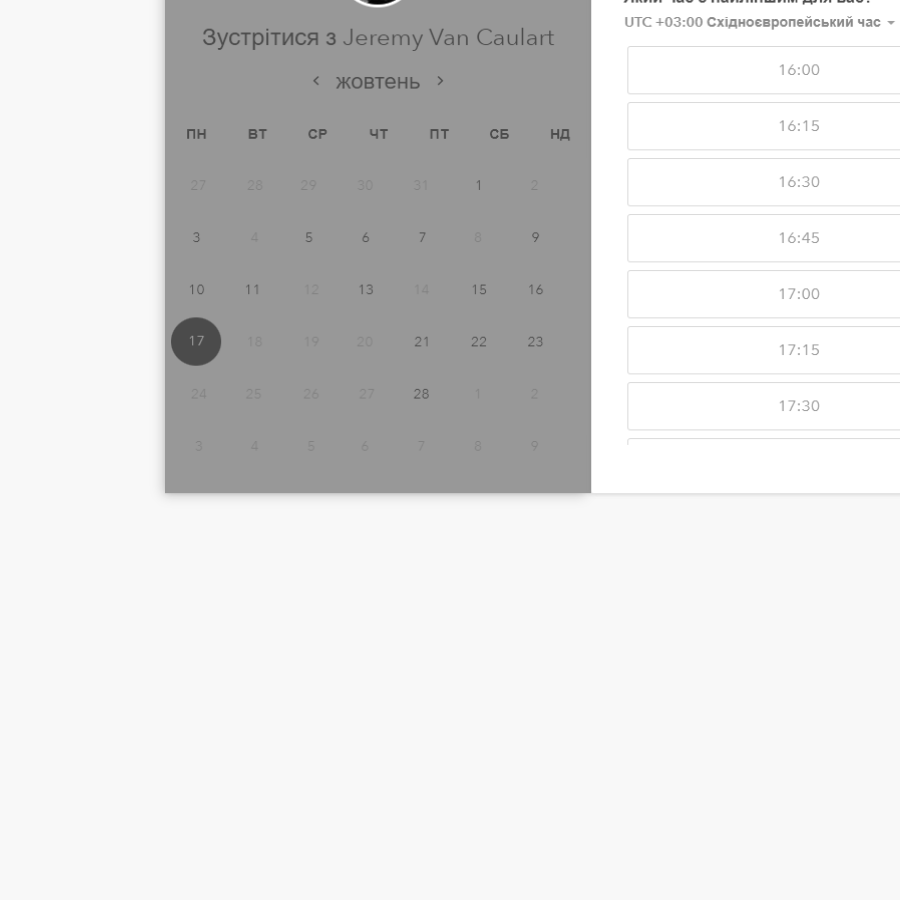 Зустрітися з Jeremy Van Caulart
‹ жовтень ›
ПН ВТ СР ЧТ ПТ СБ НД
27 28 29 30 31 1 2
3 4 5 6 7 8 9
10 11 12 13 14 15 16
17 18 19 20 21 22 23
24 25 26 27 28 1 2
3 4 5 6 7 8 9
UTC +03:00 Східноєвропейський час
16:00
16:15
16:30
16:45
17:00
17:15
17:30